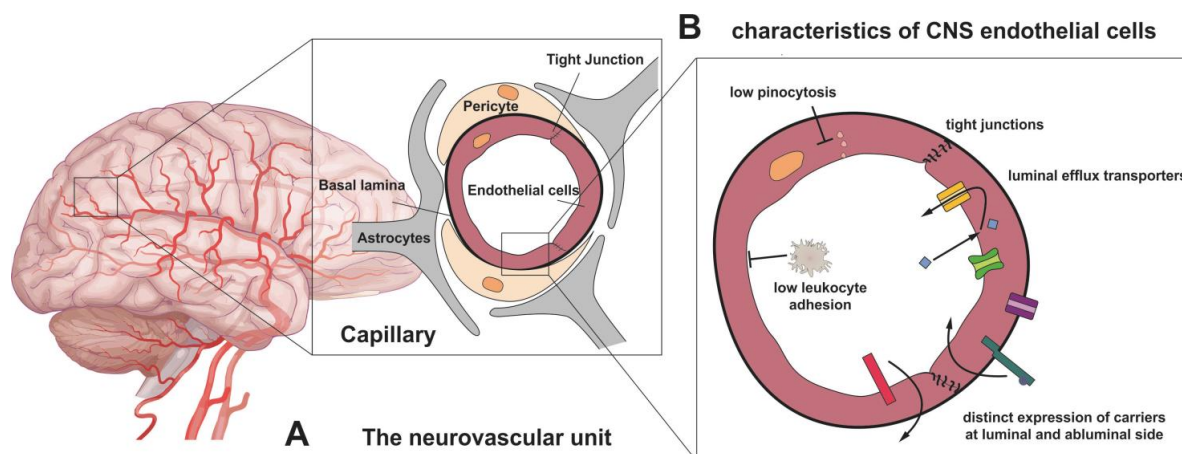 A
The neurovascular unit
Capillary
Tight Junction
Pericyte
Basal lamina
Endothelial cells
Astrocytes
B
characteristics of CNS endothelial cells
low pinocytosis
tight junctions
luminal efflux transporters
low leukocyte
adhesion
distinct expression of carriers
at luminal and abluminal side